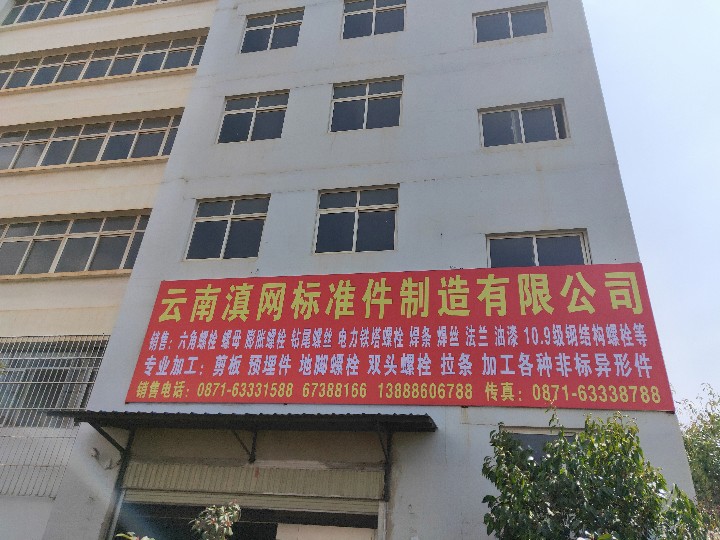 云南滇网标准件制造有限公司
销售：六角螺栓 螺母 膨胀螺栓 钻尾螺丝 电力铁塔螺栓 焊条 焊丝 法兰 油漆 10.9级钢结构螺栓等
专业加工：剪板 预埋件 地脚螺栓 双头螺栓 拉条 加工各种非标异形件
销售电话：0871-63331588 67388166 13888606788 传真：0871-63338788